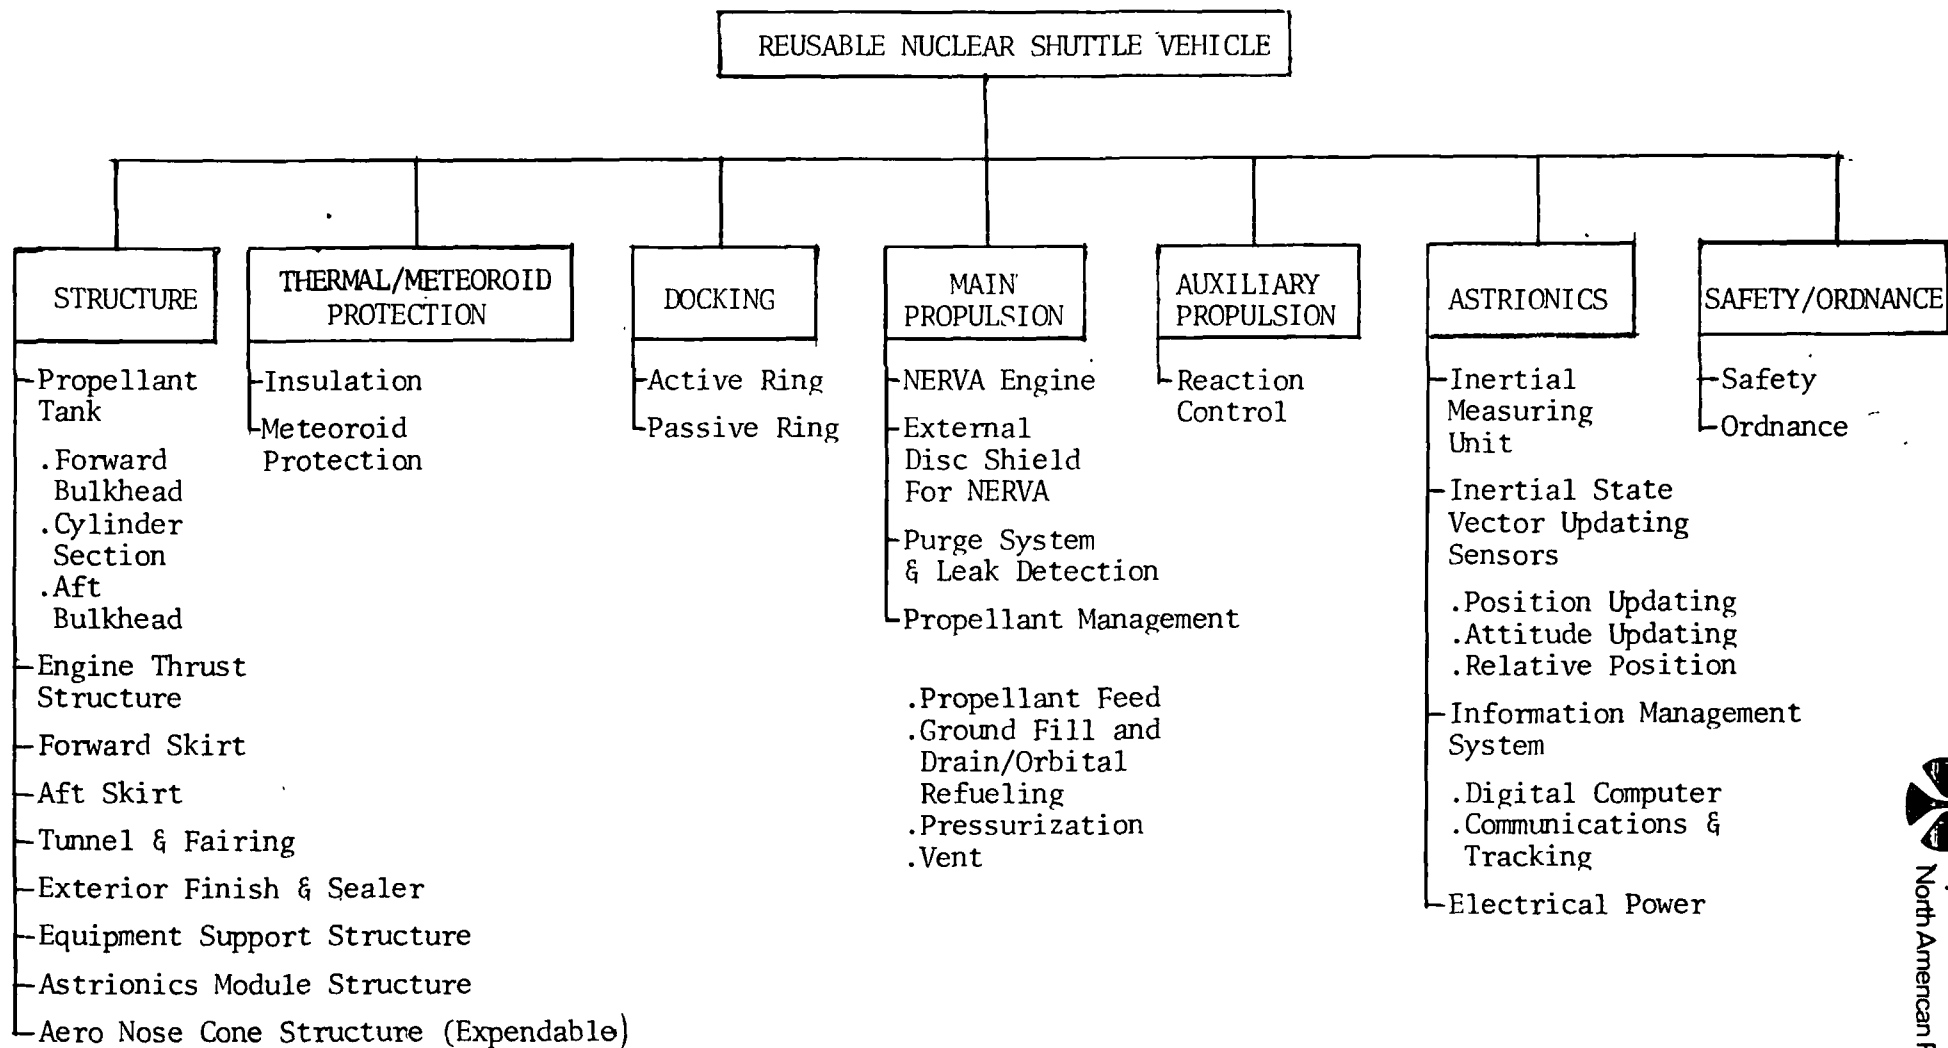 REUSABLE NUCLEAR SHUTTLE VEHICLE
STRUCTURE
-Propellant
Tank
.Forward
Bulkhead
.Cylinder
Section
.Aft
Bulkhead
-Engine Thrust
Structure
-Forward Skirt
-Aft Skirt
-Tunnel & Fairing
-Exterior Finish & Sealer
-Equipment Support Structure
-Astrionics Module Structure
-Aero Nose Cone Structure (Expendable)
THERMAL/METEOROID
PROTECTION
-Insulation
-Meteoroid
Protection
DOCKING
-Active Ring
-Passive Ring
MAIN
PROPULSION
-NERVA Engine
-External
Disc Shield
For NERVA
-Purge System
& Leak Detection
-Propellant Management
.Propellant Feed
.Ground Fill and
Drain/Orbital
Refueling
.Pressurization
.Vent
AUXILIARY
PROPULSION
-Reaction
Control
ASTRIONICS
-Inertial
Measuring
Unit
-Inertial State
Vector Updating
Sensors
.Position Updating
.Attitude Updating
.Relative Position
-Information Management
System
.Digital Computer
.Communications &
Tracking
-Electrical Power
SAFETY/ORDNANCE
-Safety
-Ordnance
North American